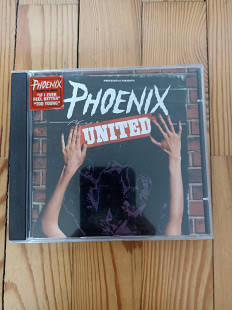 PHOENIX
"IF I EVER
FEEL BETTER"
"TOO YOUNG"
PHOENIX
UNITED